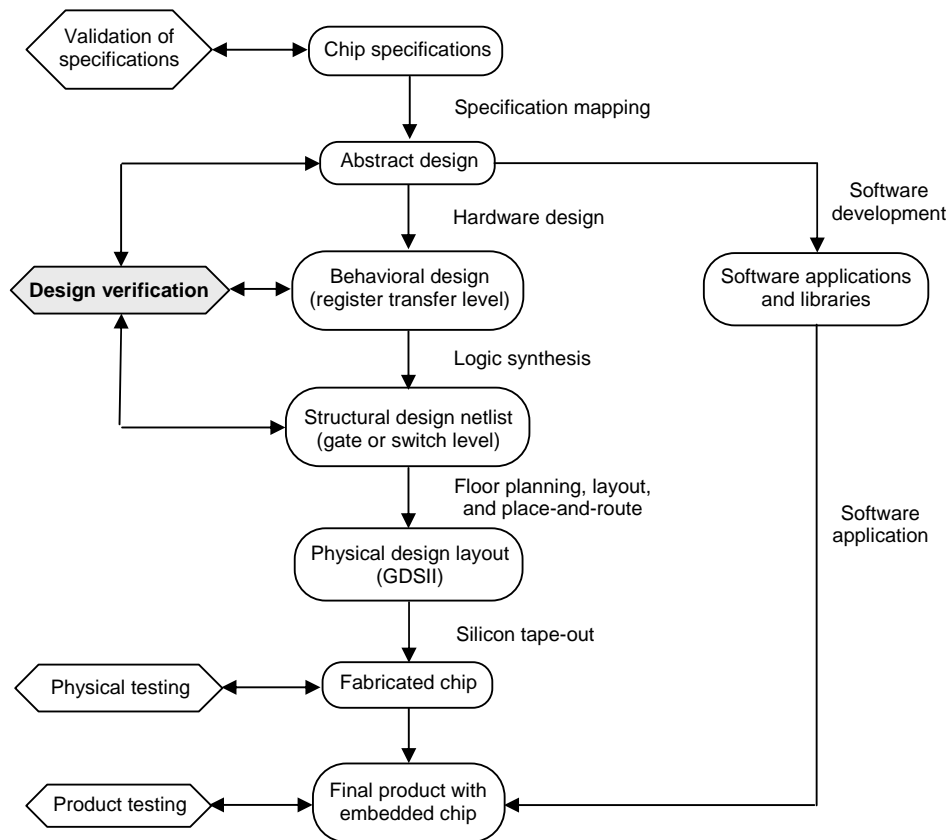 Validation of
specifications
Chip specifications
Specification mapping
Abstract design
Software
development
Hardware design
Design verification
Behavioral design
(register transfer level)
Software applications
and libraries
Logic synthesis
Structural design netlist
(gate or switch level)
Floor planning, layout,
and place-and-route
Software
application
Physical design layout
(GDSII)
Silicon tape-out
Physical testing
Fabricated chip
Product testing
Final product with
embedded chip